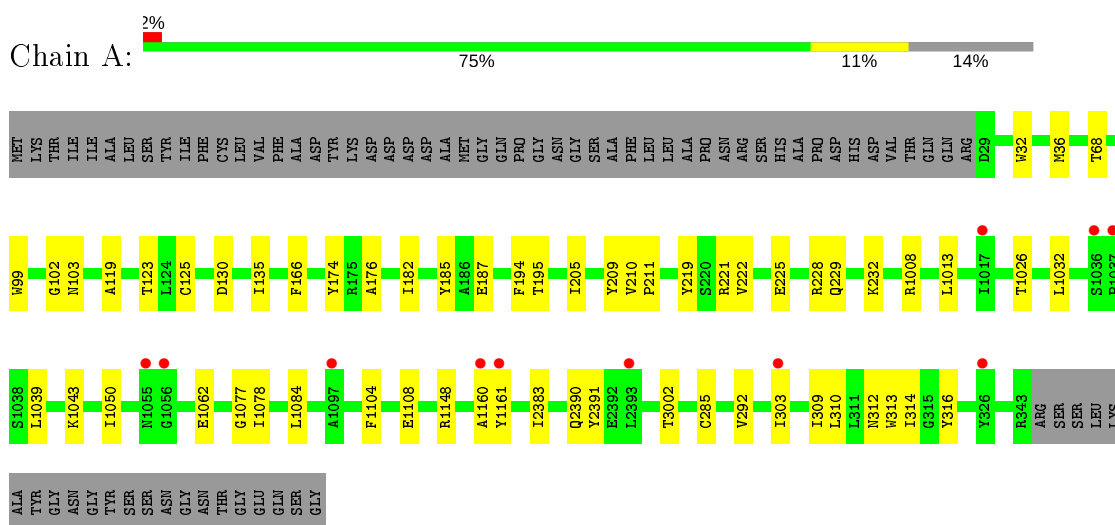 2%
Chain A:
75% 11% 14%
MET LYS THR ILE ILE ALA LEU SER TYR ILE PHE CYS LEU VAL PHE ALA ASP TYR LYS ASP ASP ASP ASP ALA MET GLY GLN PRO GLY ASN GLY SER ALA PHE LEU LEU ALA PRO ASN ARG SER HIS ALA PRO ASP HIS ASP VAL THR GLN GLN ARG D29 W32 M36 T68
W99 G102 N103 A119 T123 L124 C125 D130 I135 F166 Y174 R175 A176 I182 Y185 A186 E187 F194 T195 I205 Y209 V210 P211 Y219 S220 R221 V222 E225 R228 Q229 K232 R1008 L1013 I1017 T1026 L1032 S1036
S1038 L1039 K1043 I1050 N1055 G1056 E1062 G1077 I1078 L1084 A1097 F1104 E1108 R1148 A1160 Y1161 I2383 Q2390 Y2391 E2392 L2393 T3002 C285 V292 I303 I309 L310 L311 N312 W313 I314 G315 Y316 Y326 R343 ARG SER SER LEU LYS
ALA TYR GLY ASN GLY TYR SER SER ASN GLY ASN THR GLY GLU GLN SER GLY